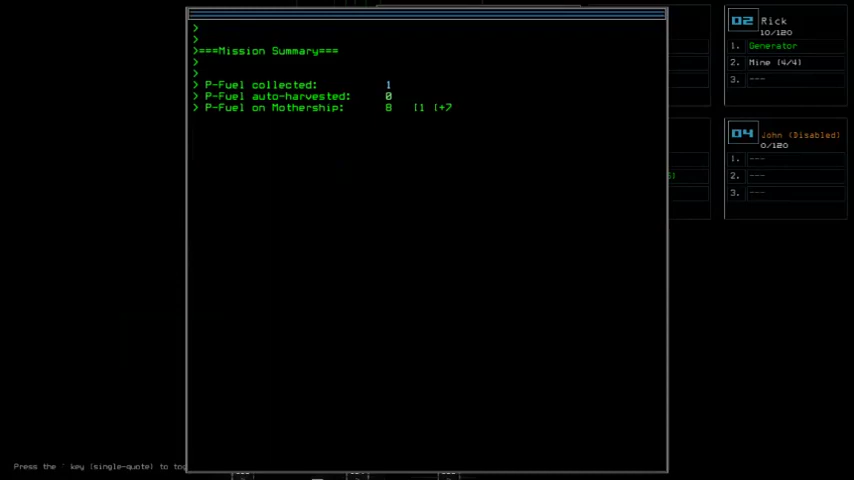 >
>
>===Mission Summary===
>
>
> P-Fuel collected: 1
> P-Fuel auto-harvested: 0
> P-Fuel on Mothership: 8 [1 [+7
02 Rick
10/120
1. Generator
2. Mine (4/4)
3. ---
04 John (Disabled)
0/120
1. ---
2. ---
3. ---
Press the ` key (single-quote) to tog